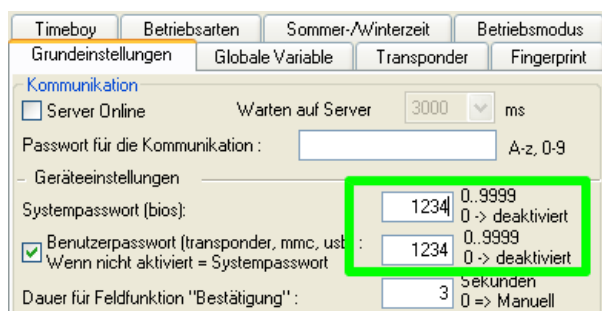 Timeboy Betriebsarten Sommer-/Winterzeit Betriebsmodus
Grundeinstellungen Globale Variable Transponder Fingerprint
Kommunikation
Server Online Warten auf Server 3000 ms
Passwort für die Kommunikation : A-z, 0-9
Geräteeinstellungen
Systempasswort (bios): 1234 0..9999
0 -> deaktiviert
Benutzerpasswort (transponder, mmc, usb) : 1234 0..9999
Wenn nicht aktiviert = Systempasswort 0 -> deaktiviert
Dauer für Feldfunktion "Bestätigung" : 3 Sekunden
0 => Manuell